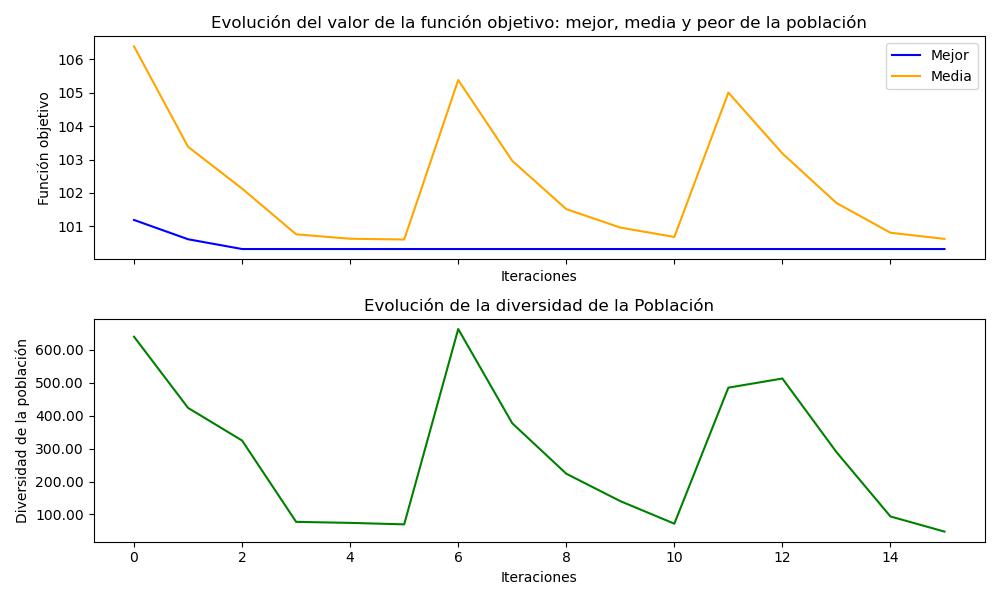 Evolución del valor de la función objetivo: mejor, media y peor de la población
Función objetivo
106
105
104
103
102
101
Mejor
Media
Iteraciones
Evolución de la diversidad de la Población
Diversidad de la población
600.00
500.00
400.00
300.00
200.00
100.00
0 2 4 6 8 10 12 14
Iteraciones